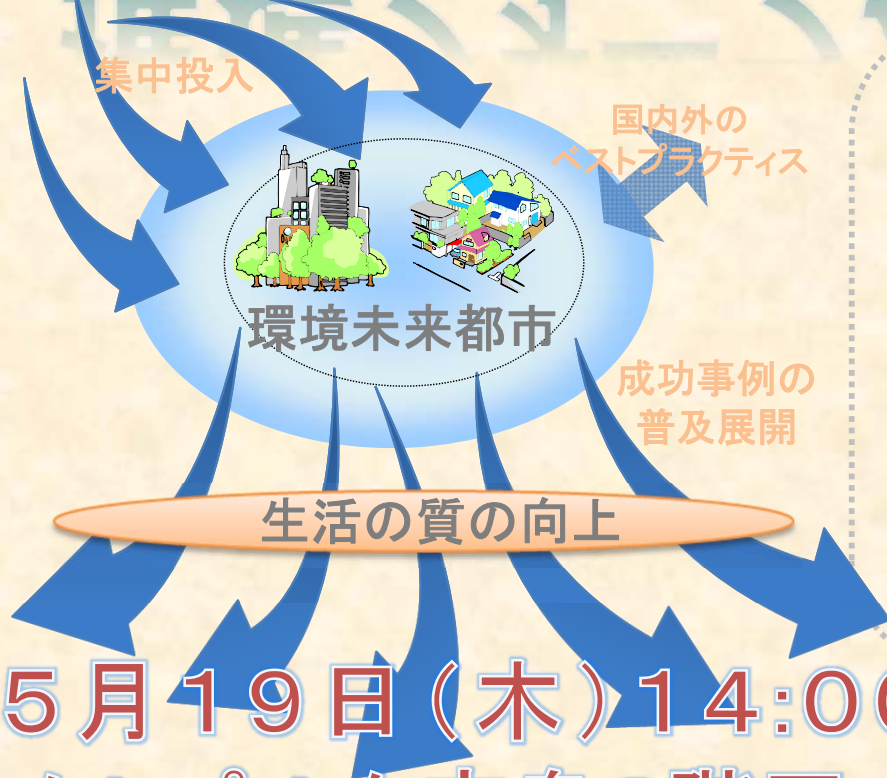 集中投入
国内外の
ベストプラクティス
環境未来都市
成功事例の
普及展開
生活の質の向上
5月19日(木)14:00